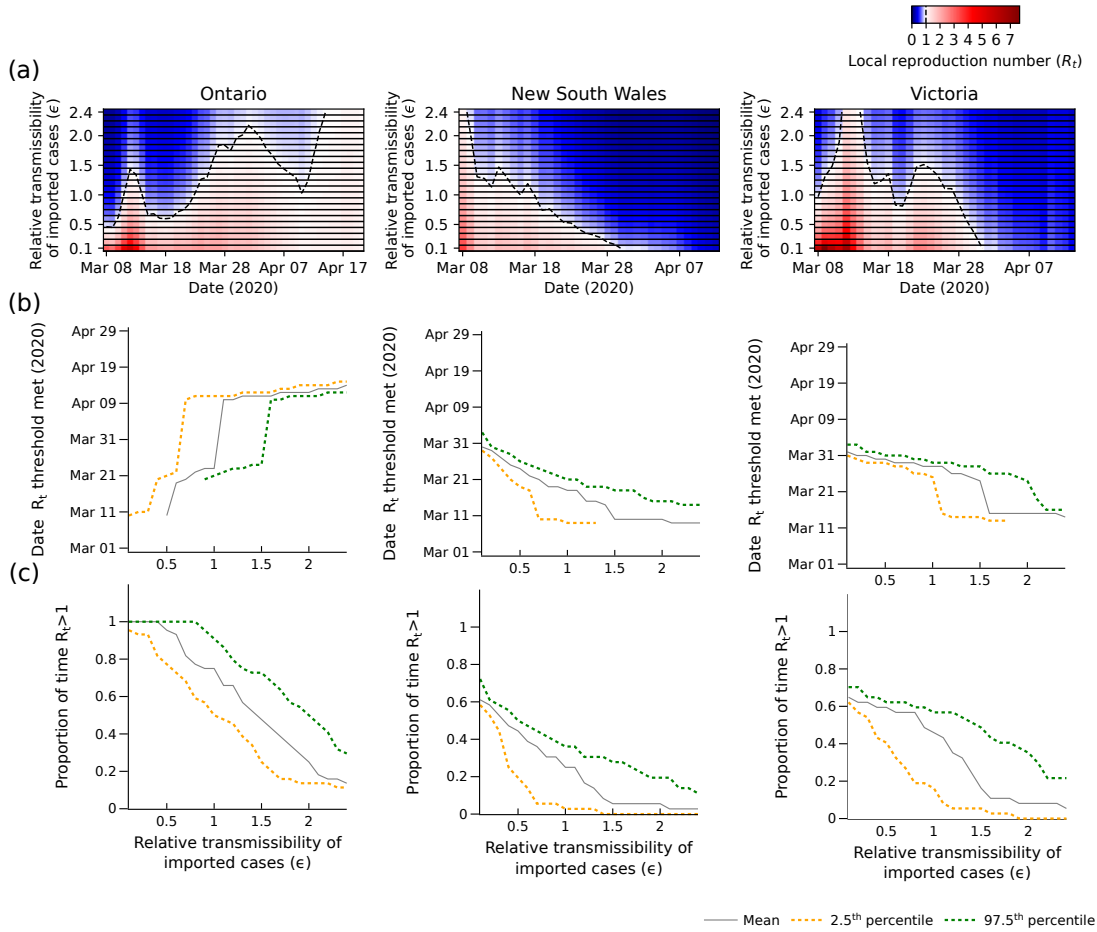 0 1 2 3 4 5 6 7
Local reproduction number (Rt)
(a)
Ontario
New South Wales
Victoria
Relative transmissibility
of imported cases (ϵ)
2.4
2.0
1.5
1.0
0.5
0.1
Mar 08 Mar 18 Mar 28 Apr 07 Apr 17
Date (2020)
Relative transmissibility
of imported cases (ϵ)
2.4
2.0
1.5
1.0
0.5
0.1
Mar 08 Mar 18 Mar 28 Apr 07
Date (2020)
Relative transmissibility
of imported cases (ϵ)
2.4
2.0
1.5
1.0
0.5
0.1
Mar 08 Mar 18 Mar 28 Apr 07
Date (2020)
(b)
Date Rt threshold met (2020)
Apr 29
Apr 19
Apr 09
Mar 31
Mar 21
Mar 11
Mar 01
0.5 1 1.5 2
Date Rt threshold met (2020)
Apr 29
Apr 19
Apr 09
Mar 31
Mar 21
Mar 11
Mar 01
0.5 1 1.5 2
Date Rt threshold met (2020)
Apr 29
Apr 19
Apr 09
Mar 31
Mar 21
Mar 11
Mar 01
0.5 1 1.5 2
(c)
Proportion of time Rt>1
1
0.8
0.6
0.4
0.2
0
0.5 1 1.5 2
Relative transmissibility of
imported cases (ϵ)
Proportion of time Rt>1
1
0.8
0.6
0.4
0.2
0
0.5 1 1.5 2
Relative transmissibility of
imported cases (ϵ)
Proportion of time Rt>1
1
0.8
0.6
0.4
0.2
0
0.5 1 1.5 2
Relative transmissibility of
imported cases (ϵ)
Mean 2.5th percentile 97.5th percentile